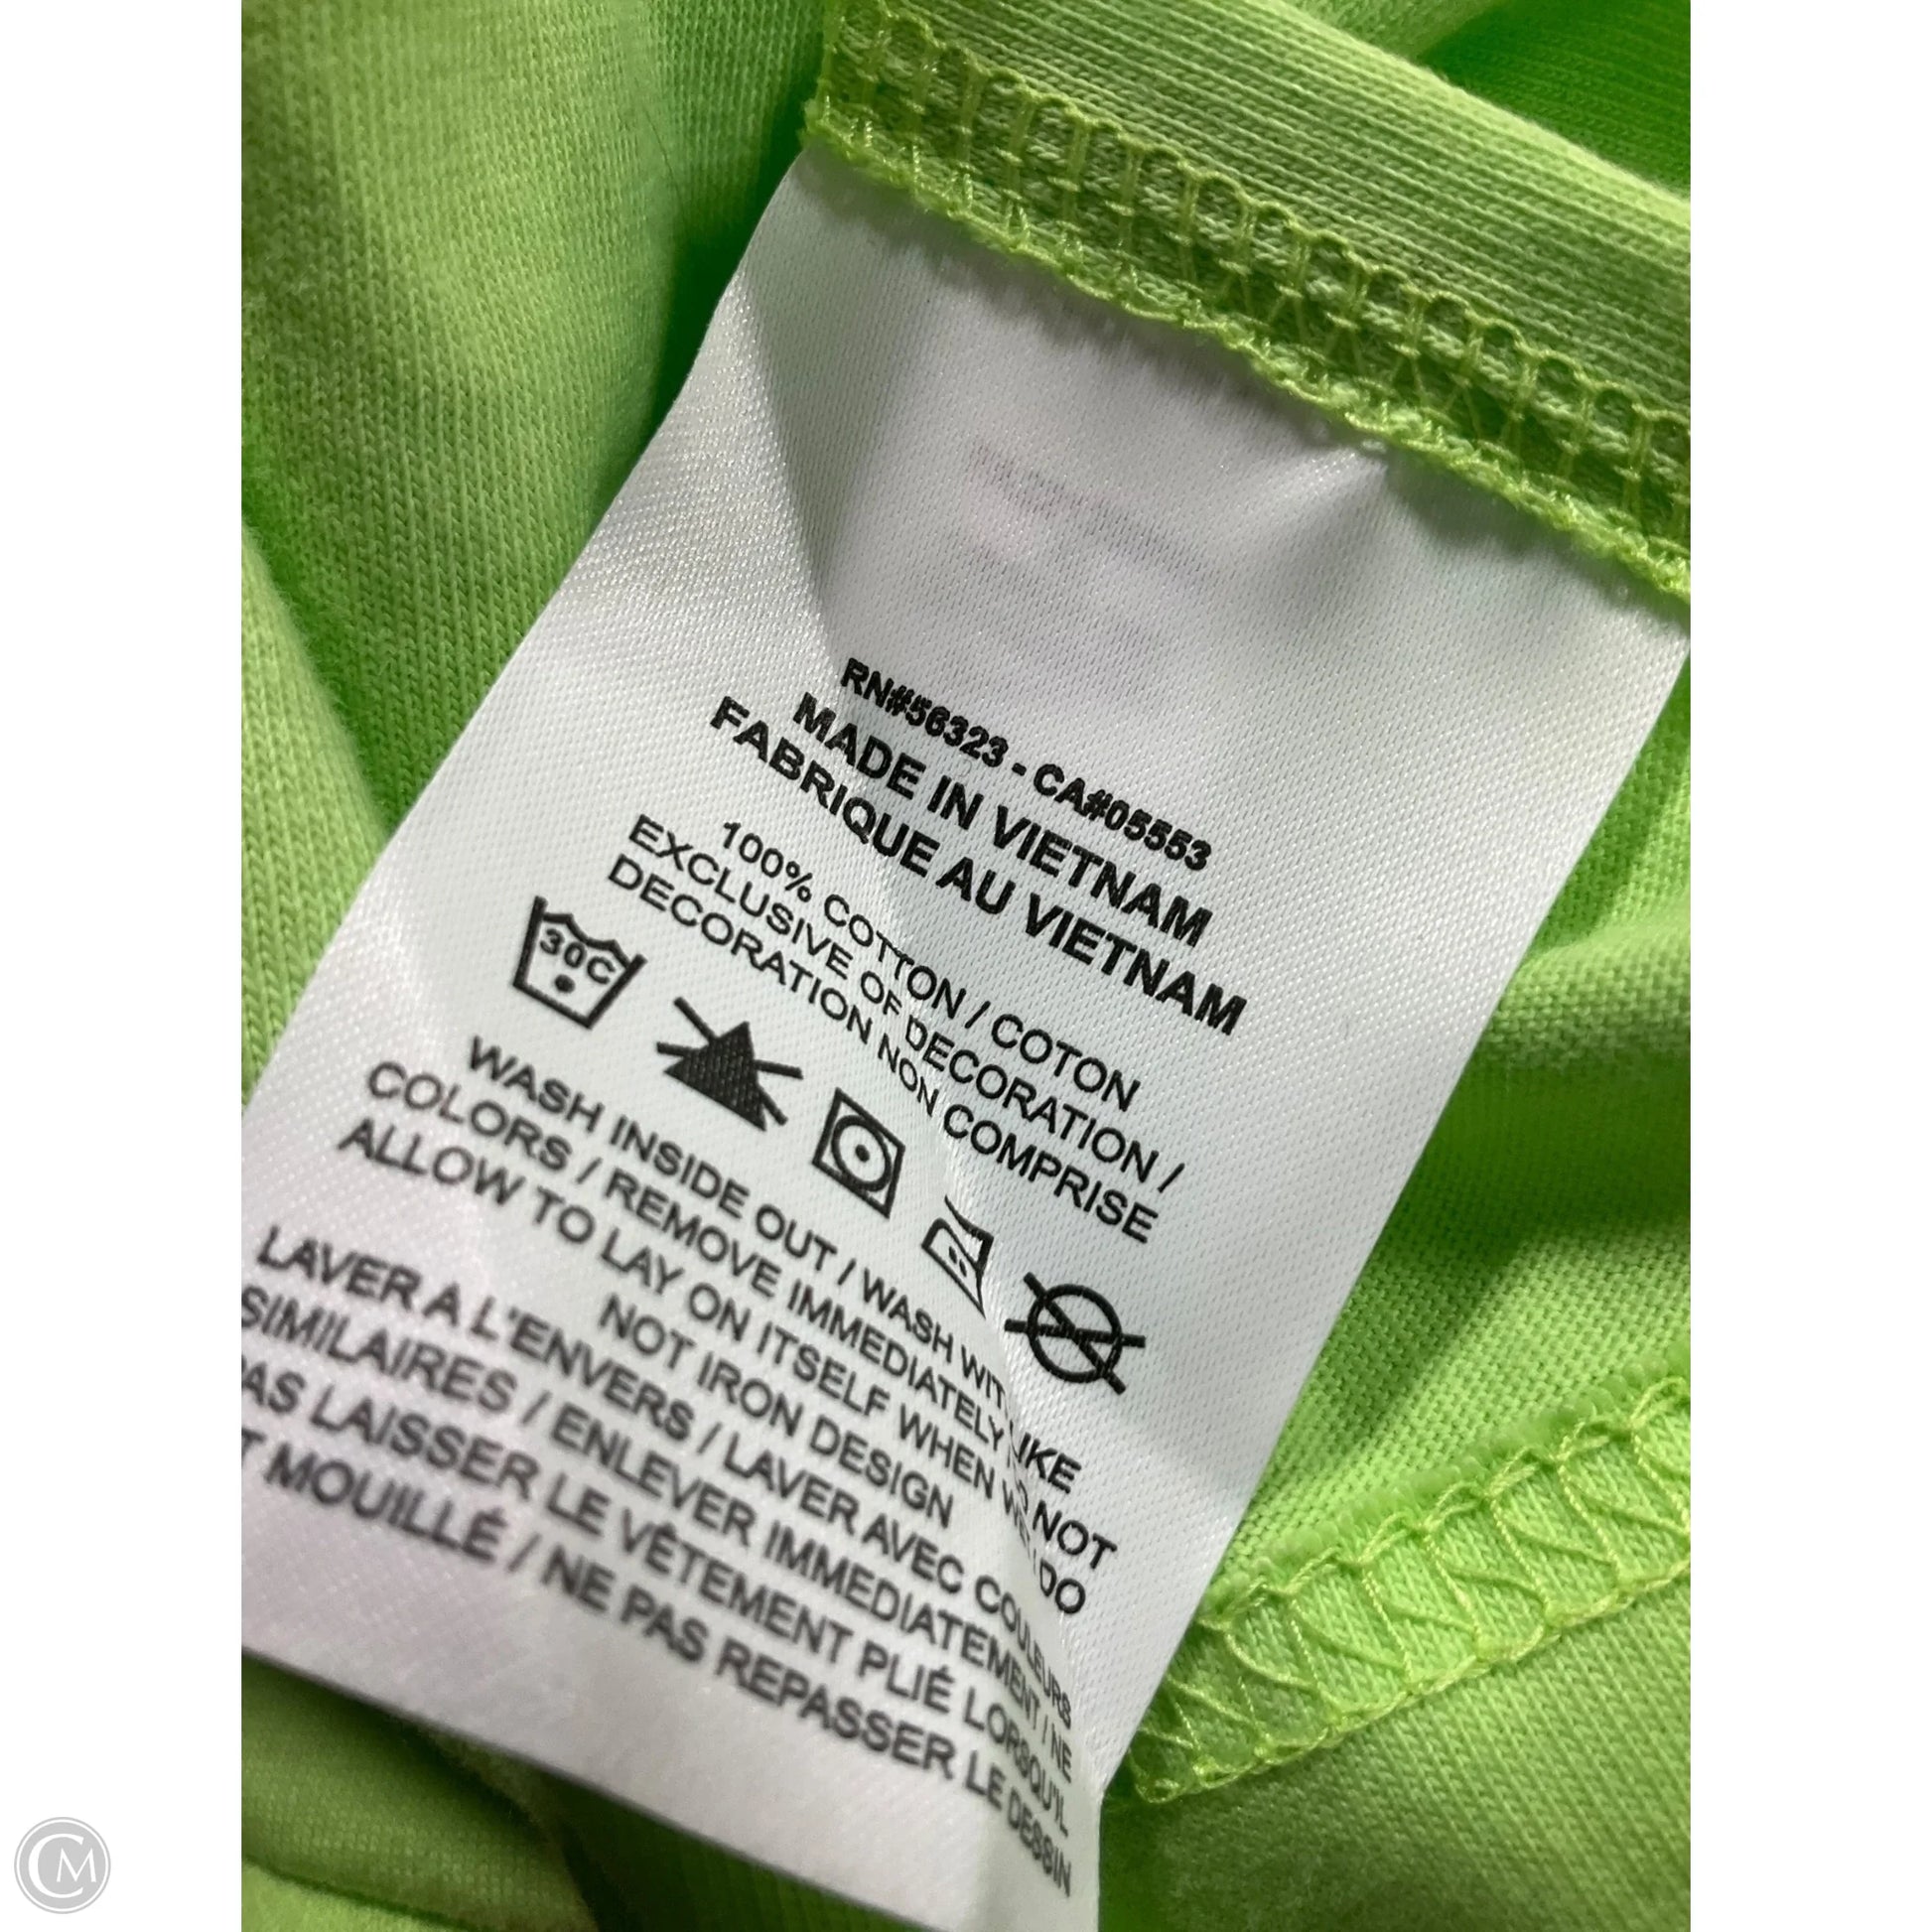 RN#56323 - CA#05553
MADE IN VIETNAM
FABRIQUE AU VIETNAM
100% COTTON / COTON
EXCLUSIVE OF DECORATION /
DECORATION NON COMPRISE
30C
WASH INSIDE OUT / WASH WITH LIKE
COLORS / REMOVE IMMEDIATELY DO NOT
ALLOW TO LAY ON ITSELF WHEN WET DO
NOT IRON DESIGN
LAVER A L'ENVERS / LAVER AVEC COULEURS
SIMILAIRES / ENLEVER IMMEDIATEMENT / NE
PAS LAISSER LE VÊTEMENT PLIÉ LORSQU'IL
T MOUILLÉ / NE PAS REPASSER LE DESSIN
CM